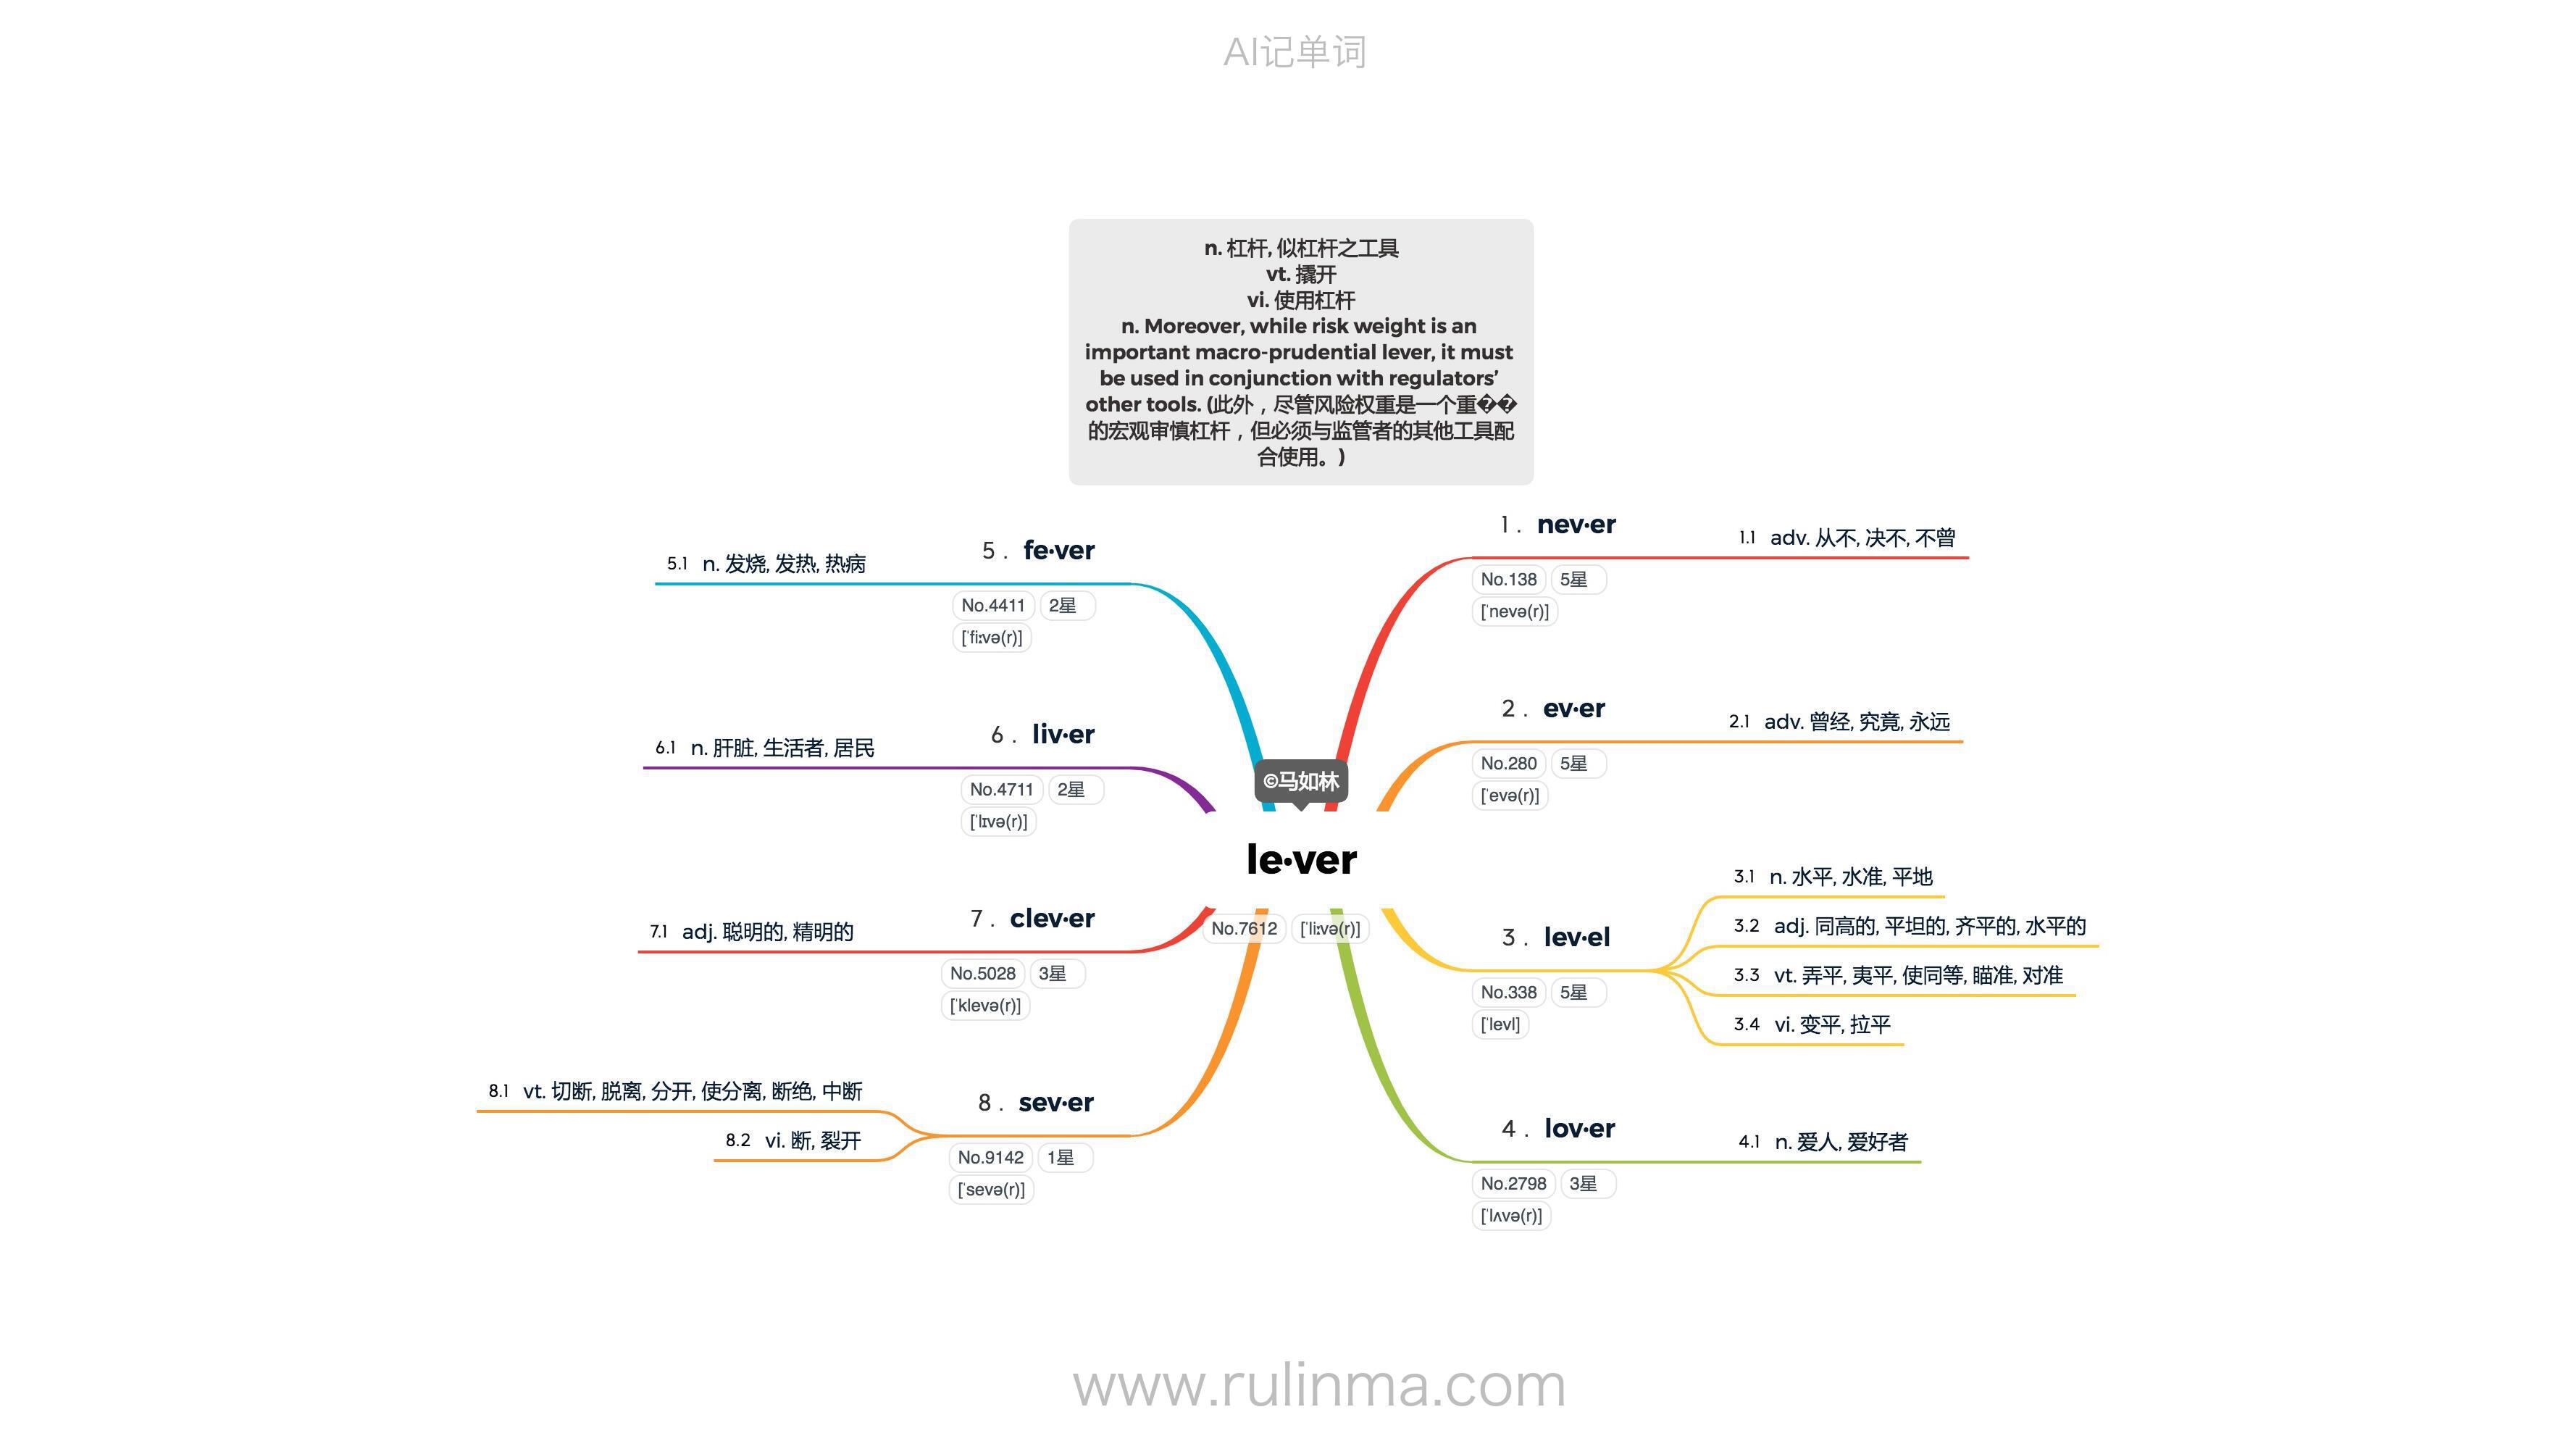 AI记单词
n. 杠杆, 似杠杆之工具
vt. 撬开
vi. 使用杠杆
n. Moreover, while risk weight is an
important macro-prudential lever, it must
be used in conjunction with regulators’
other tools. (此外，尽管风险权重是一个重��
的宏观审慎杠杆，但必须与监管者的其他工具配
合使用。)
©马如林
le·ver
No.7612 [ˈliːvə(r)]
1 . nev·er
No.138 5星
[ˈnevə(r)]
1.1 adv. 从不, 决不, 不曾
2 . ev·er
No.280 5星
[ˈevə(r)]
2.1 adv. 曾经, 究竟, 永远
3 . lev·el
No.338 5星
[ˈlevl]
3.1 n. 水平, 水准, 平地
3.2 adj. 同高的, 平坦的, 齐平的, 水平的
3.3 vt. 弄平, 夷平, 使同等, 瞄准, 对准
3.4 vi. 变平, 拉平
4 . lov·er
No.2798 3星
[ˈlʌvə(r)]
4.1 n. 爱人, 爱好者
5 . fe·ver
No.4411 2星
[ˈfiːvə(r)]
5.1 n. 发烧, 发热, 热病
6 . liv·er
No.4711 2星
[ˈlɪvə(r)]
6.1 n. 肝脏, 生活者, 居民
7 . clev·er
No.5028 3星
[ˈklevə(r)]
7.1 adj. 聪明的, 精明的
8 . sev·er
No.9142 1星
[ˈsevə(r)]
8.1 vt. 切断, 脱离, 分开, 使分离, 断绝, 中断
8.2 vi. 断, 裂开
www.rulinma.com